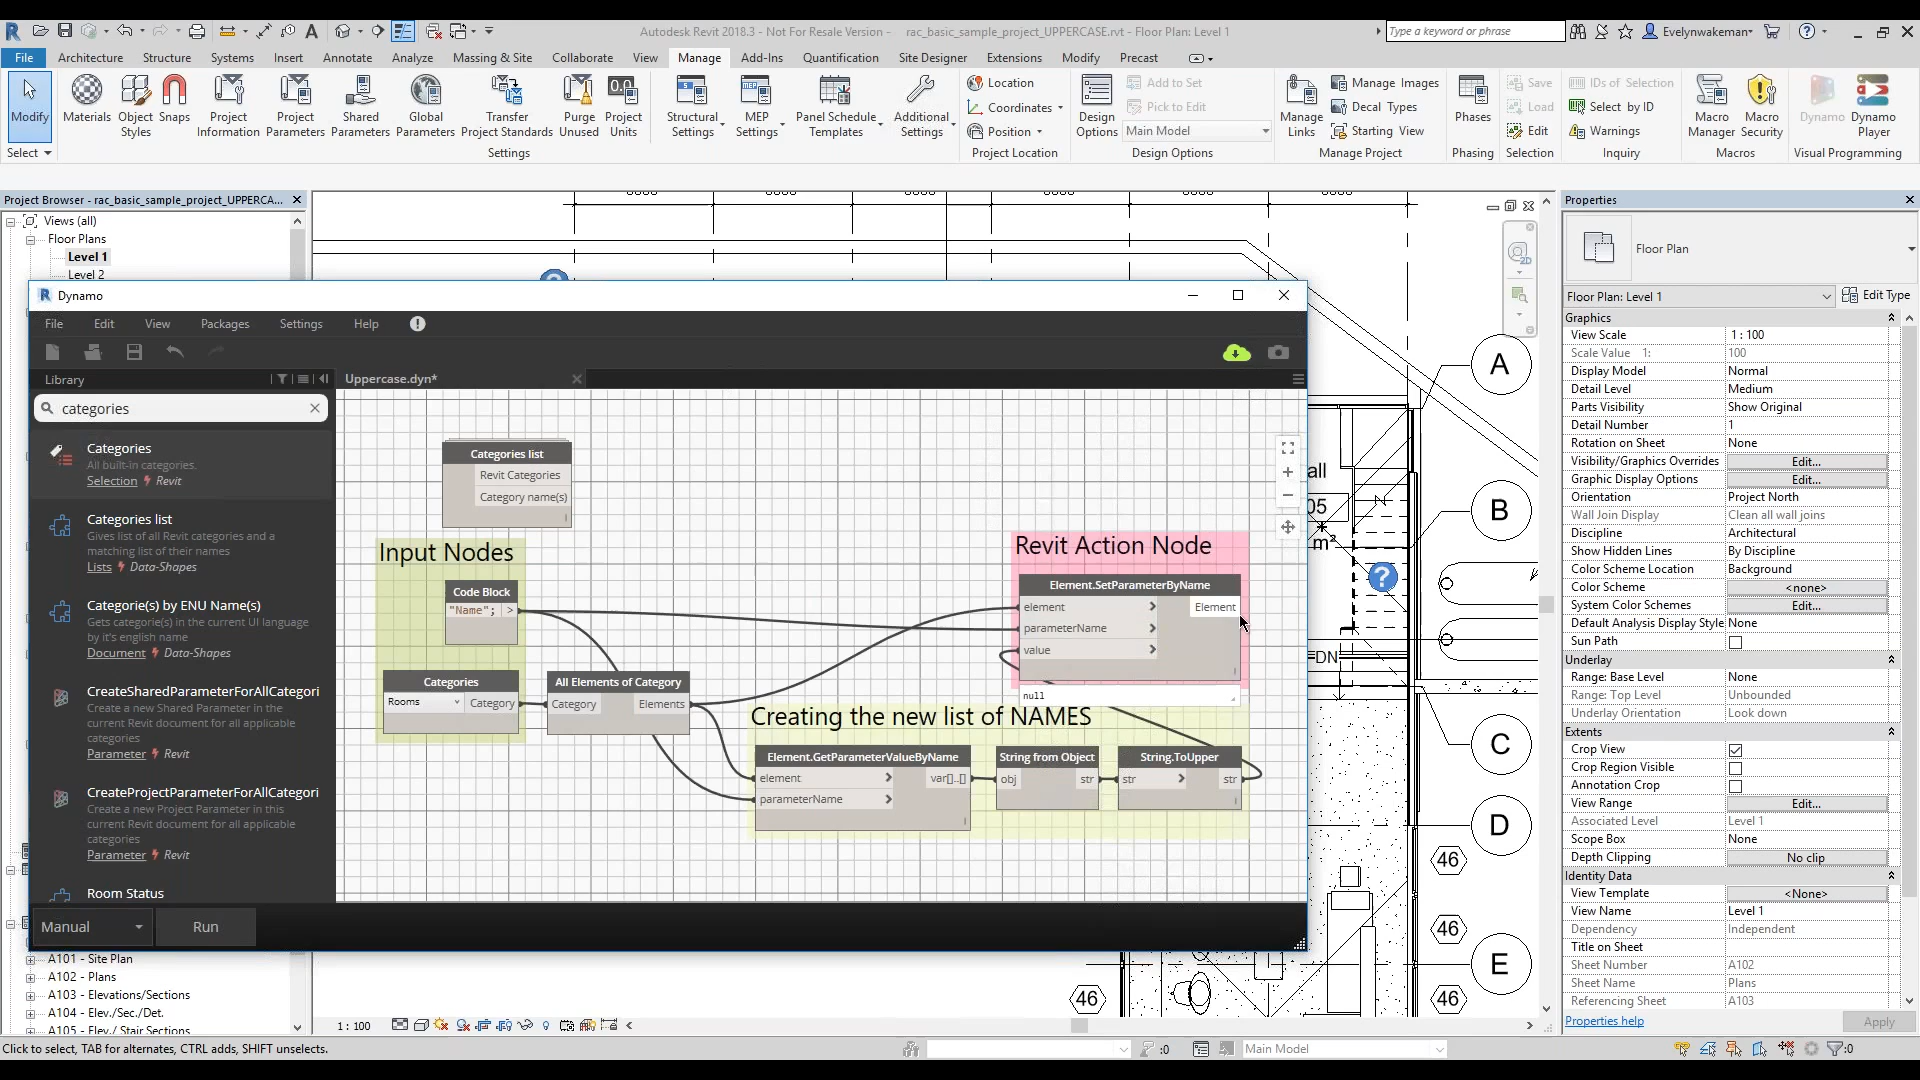 Autodesk Revit 2018.3 - Not For Resale Version - rac_basic_sample_project_UPPERCASE.rvt - Floor Plan: Level 1
Type a keyword or phrase
Evelynwakeman
File Architecture Structure Systems Insert Annotate Analyze Massing & Site Collaborate View Manage Add-Ins Quantification Site Designer Extensions Modify Precast
Modify
Materials
Object Styles
Snaps
Project Information
Project Parameters
Shared Parameters
Global Parameters
Transfer Project Standards
Purge Unused
Project Units
Structural Settings
MEP Settings
Panel Schedule Templates
Additional Settings
Location
Coordinates
Position
Design Options
Add to Set
Pick to Edit
Main Model
Manage Links
Manage Images
Decal Types
Starting View
Phases
Save
Load
Edit
IDs of Selection
Select by ID
Warnings
Macro Manager
Macro Security
Dynamo
Dynamo Player
Select
Settings
Project Location
Design Options
Manage Project
Phasing
Selection
Inquiry
Macros
Visual Programming
Project Browser - rac_basic_sample_project_UPPERCA...
Views (all)
Floor Plans
Level 1
Level 2
Dynamo
File Edit View Packages Settings Help
Library
Uppercase.dyn*
categories
Categories
All built-in categories.
Selection Revit
Categories list
Gives list of all Revit categories and a
matching list of their names
Lists Data-Shapes
Categorie(s) by ENU Name(s)
Gets categorie(s) in the current UI language
by it's english name
Document Data-Shapes
CreateSharedParameterForAllCategori
Create a new Shared Parameter in the
current Revit document for all applicable
categories
Parameter Revit
CreateProjectParameterForAllCategori
Create a new Project Parameter in this
current Revit document for all applicable
categories
Parameter Revit
Room Status
Manual
Run
Categories list
Revit Categories
Category name(s)
Input Nodes
Code Block
"Name"; >
Categories
Rooms
Category
All Elements of Category
Category Elements
Revit Action Node
Element.SetParameterByName
element > Element
parameterName >
value >
null
Creating the new list of NAMES
Element.GetParameterValueByName
element > var[]..[]
parameterName >
String from Object
obj str
String.ToUpper
str > str
A101 - Site Plan
A102 - Plans
A103 - Elevations/Sections
A104 - Elev./Sec./Det.
A105 - Elev./ Stair Sections
all
05
m²
N
DN
2D
A
B
C
D
E
46
46
46
46
Properties
Floor Plan
Floor Plan: Level 1
Edit Type
Graphics
View Scale 1 : 100
Scale Value 1: 100
Display Model Normal
Detail Level Medium
Parts Visibility Show Original
Detail Number 1
Rotation on Sheet None
Visibility/Graphics Overrides Edit...
Graphic Display Options Edit...
Orientation Project North
Wall Join Display Clean all wall joins
Discipline Architectural
Show Hidden Lines By Discipline
Color Scheme Location Background
Color Scheme <none>
System Color Schemes Edit...
Default Analysis Display Style None
Sun Path
Underlay
Range: Base Level None
Range: Top Level Unbounded
Underlay Orientation Look down
Extents
Crop View
Crop Region Visible
Annotation Crop
View Range Edit...
Associated Level Level 1
Scope Box None
Depth Clipping No clip
Identity Data
View Template <None>
View Name Level 1
Dependency Independent
Title on Sheet
Sheet Number A102
Sheet Name Plans
Referencing Sheet A103
Properties help
Apply
1 : 100
Click to select, TAB for alternates, CTRL adds, SHIFT unselects.
:0
Main Model
:0